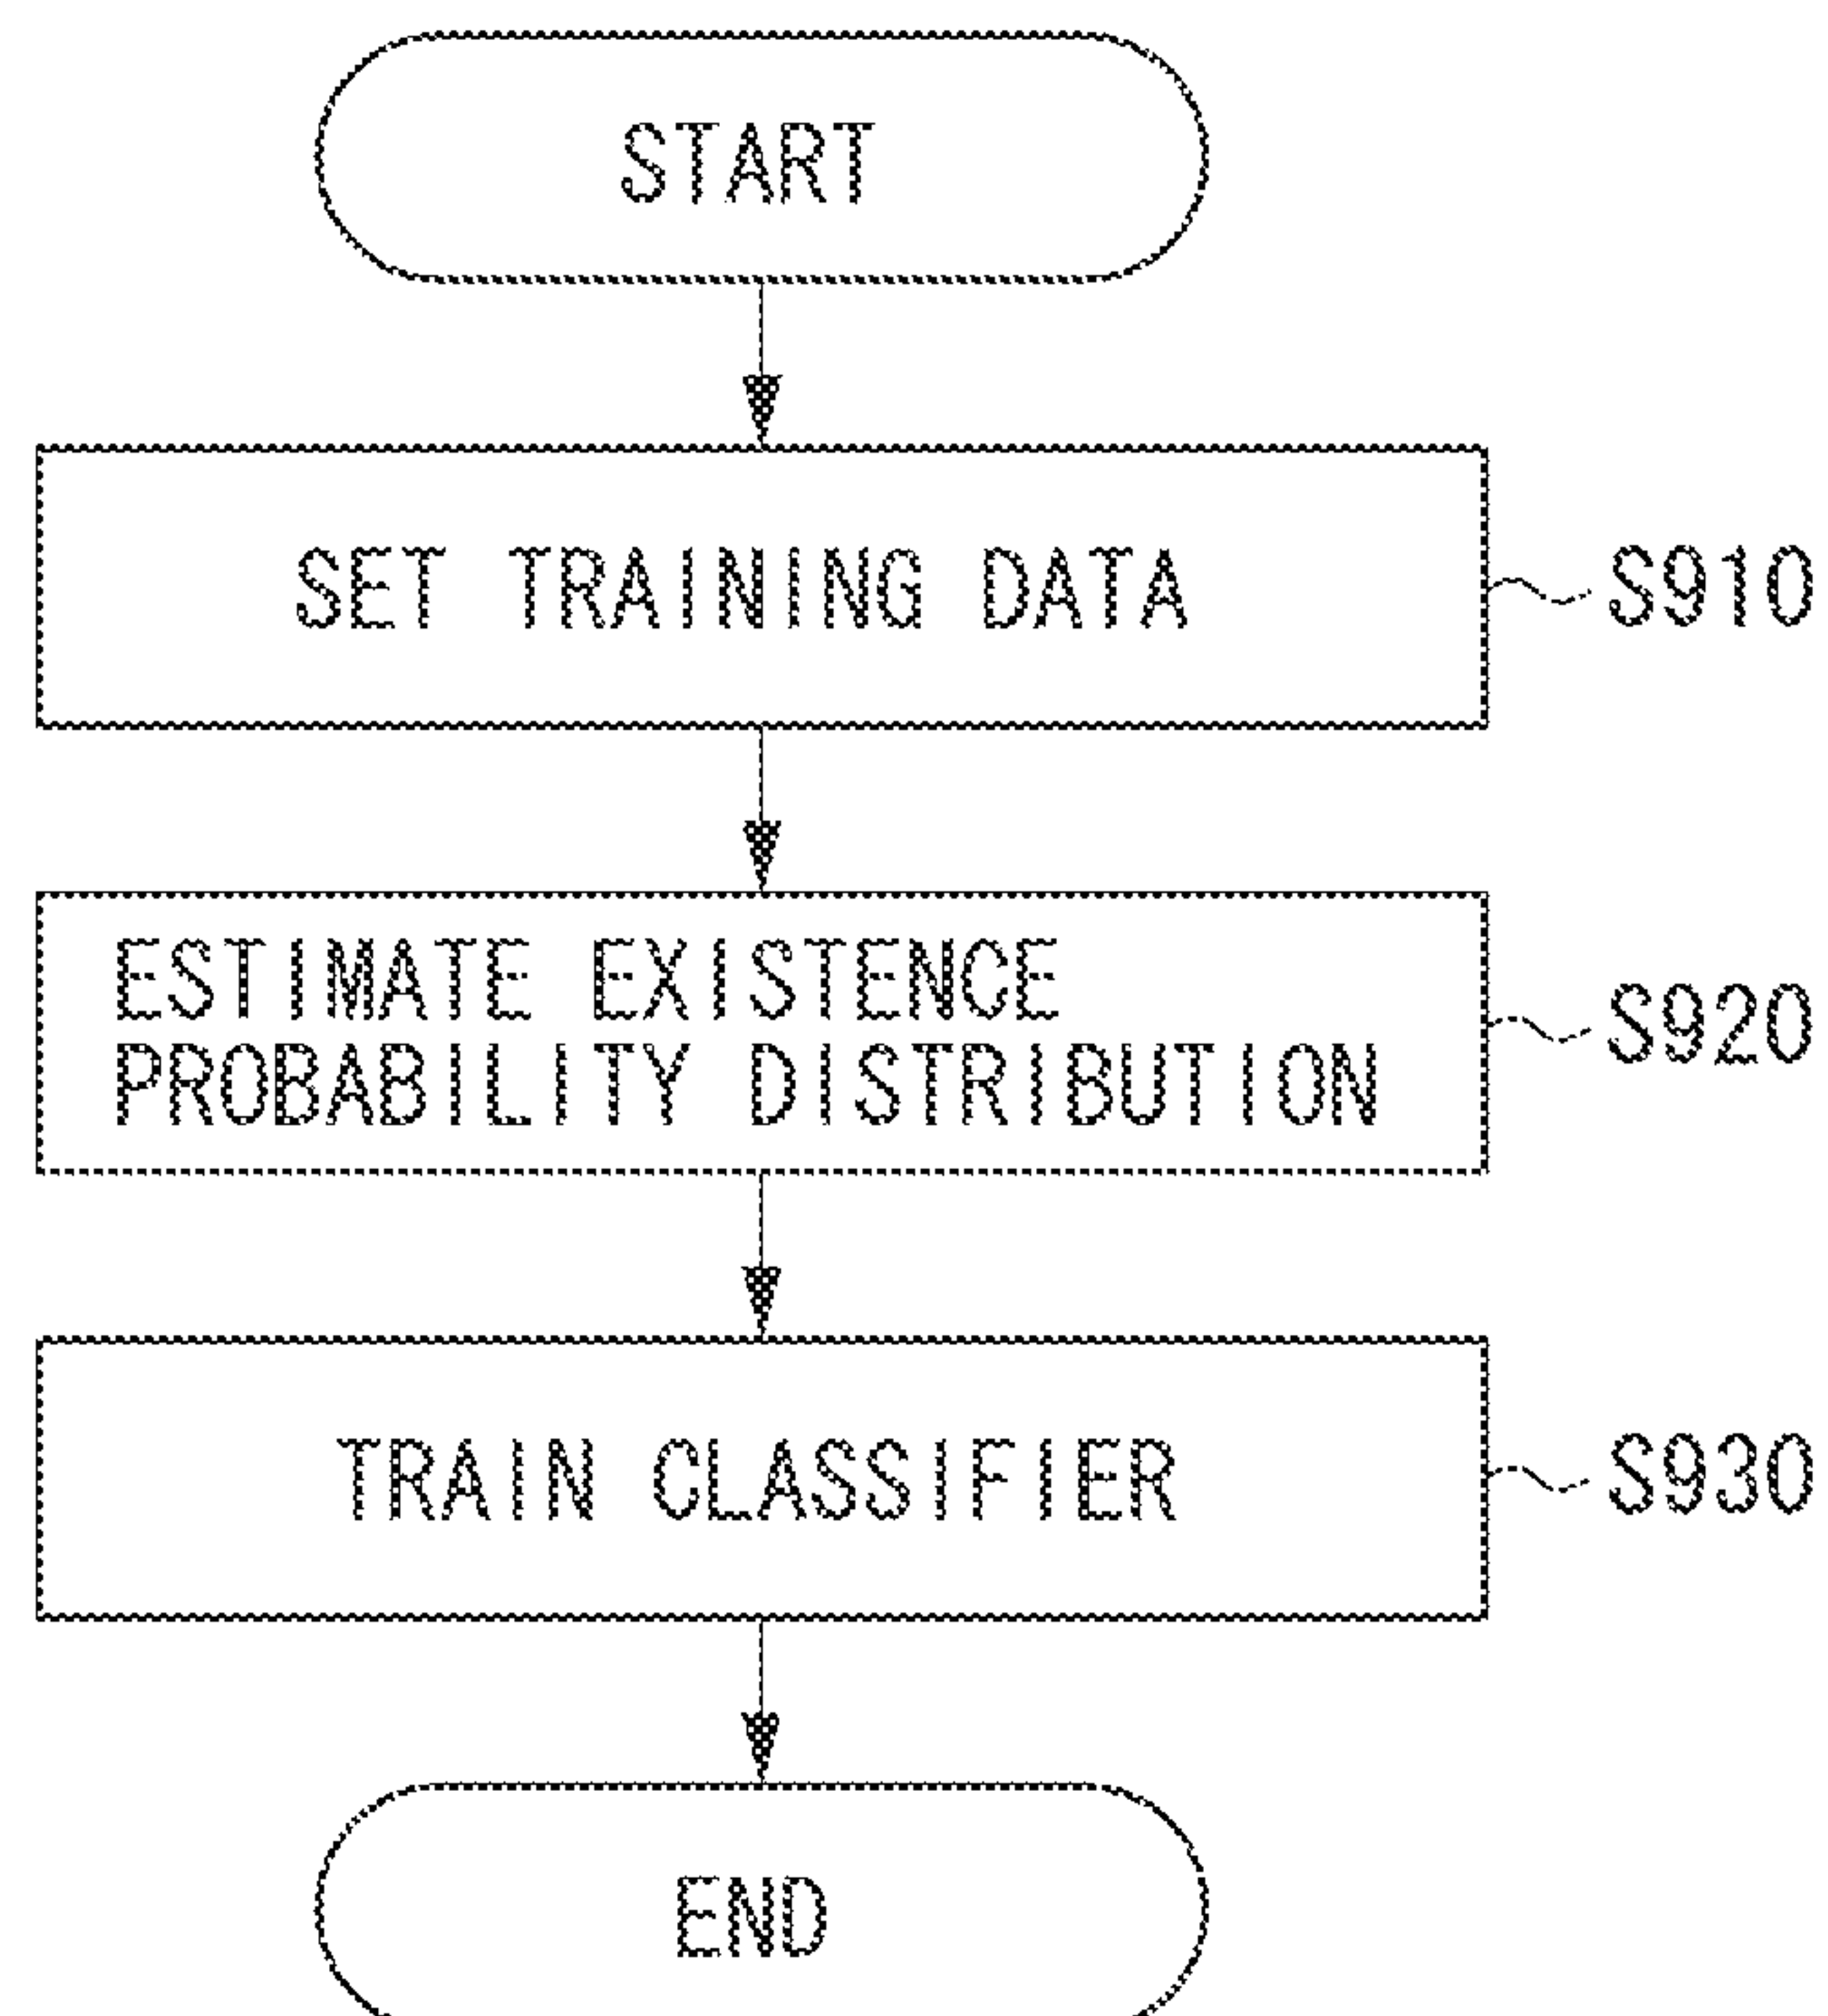 START
SET TRAINING DATA
S910
ESTIMATE EXISTENCE
PROBABILITY DISTRIBUTION
S920
TRAIN CLASSIFIER
S930
END